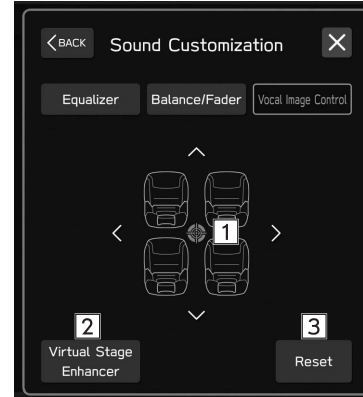 BACK Sound Customization
Equalizer Balance/Fader Vocal Image Control
1
2 3
Virtual Stage
Enhancer
Reset